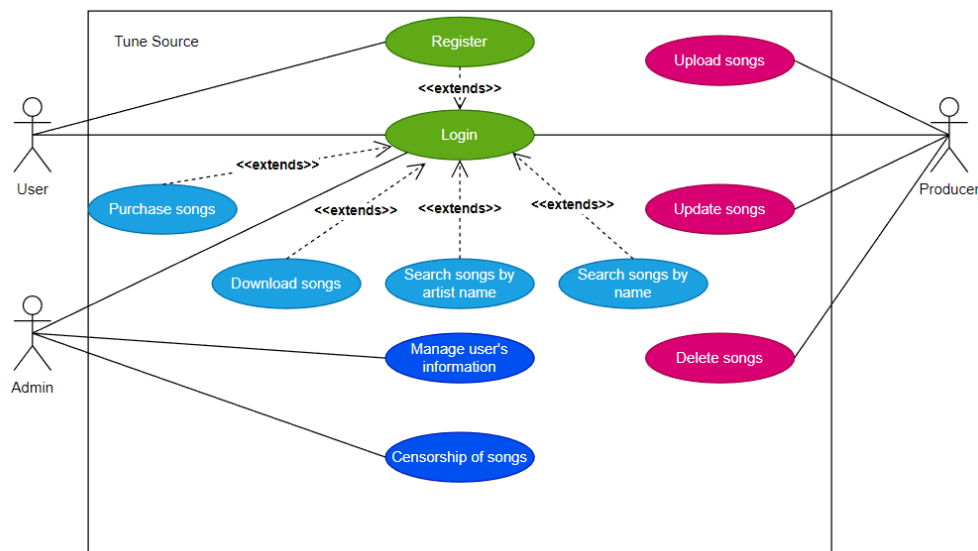 Tune Source
Register
Upload songs
<<extends>>
Login
User
Producer
<<extends>>
Purchase songs
<<extends>>
<<extends>>
<<extends>>
Update songs
Download songs
Search songs by
artist name
Search songs by
name
Admin
Manage user's
information
Delete songs
Censorship of songs